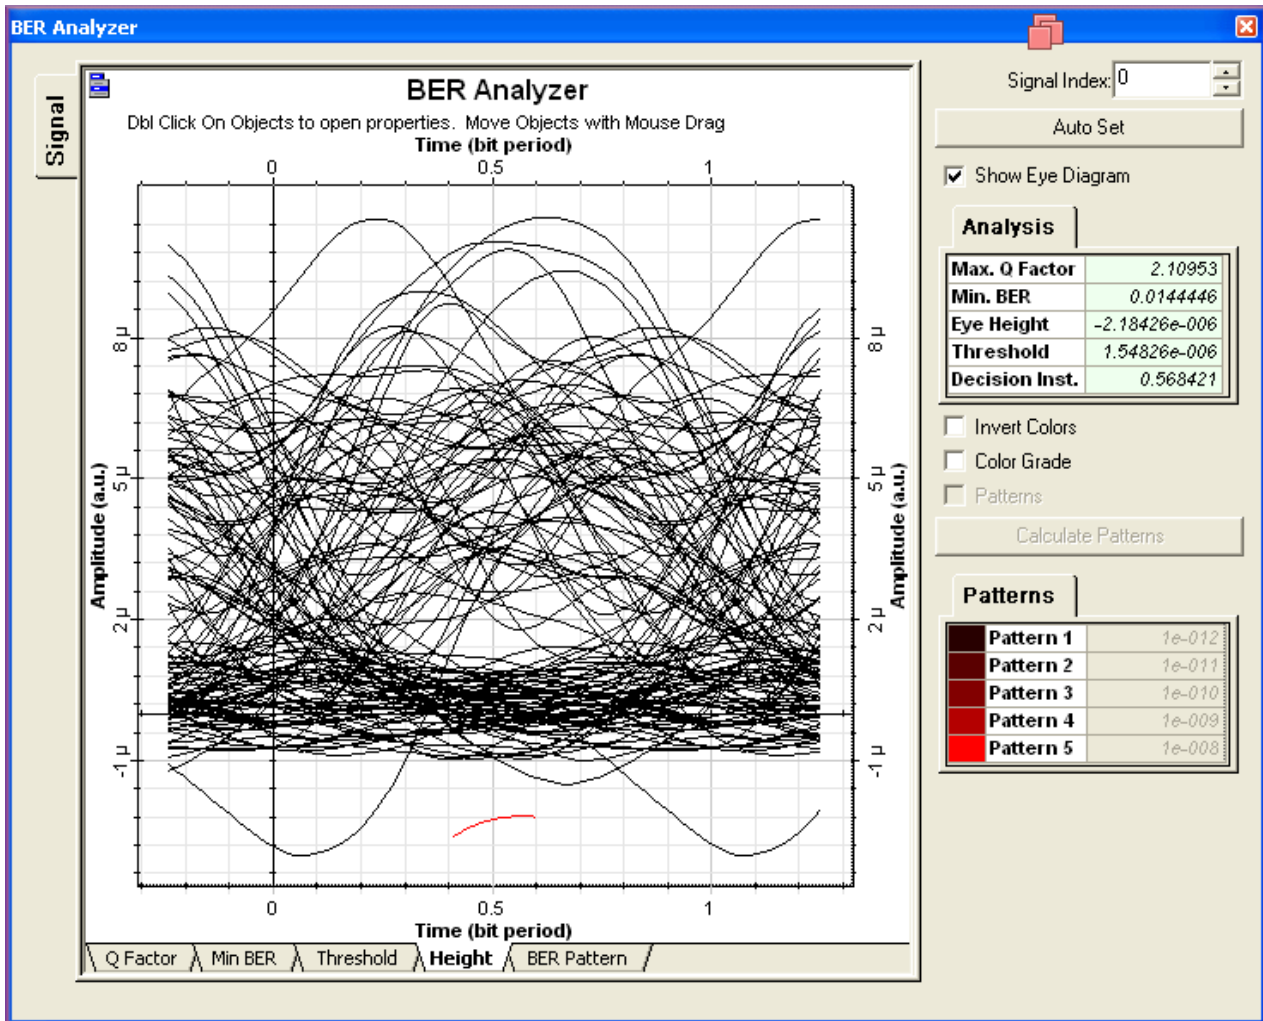 BER Analyzer
Signal
BER Analyzer
Dbl Click On Objects to open properties. Move Objects with Mouse Drag
Time (bit period)
0 0.5 1
Amplitude (a.u.)
8 µ
5 µ
2 µ
-1 µ
8 µ
5 µ
2 µ
-1 µ
Amplitude (a.u.)
0 0.5 1
Time (bit period)
Q Factor Min BER Threshold Height BER Pattern
Signal Index: 0
Auto Set
Show Eye Diagram
Analysis
Max. Q Factor 2.10953
Min. BER 0.0144446
Eye Height -2.18426e-006
Threshold 1.54826e-006
Decision Inst. 0.568421
Invert Colors
Color Grade
Patterns
Calculate Patterns
Patterns
Pattern 1 1e-012
Pattern 2 1e-011
Pattern 3 1e-010
Pattern 4 1e-009
Pattern 5 1e-008